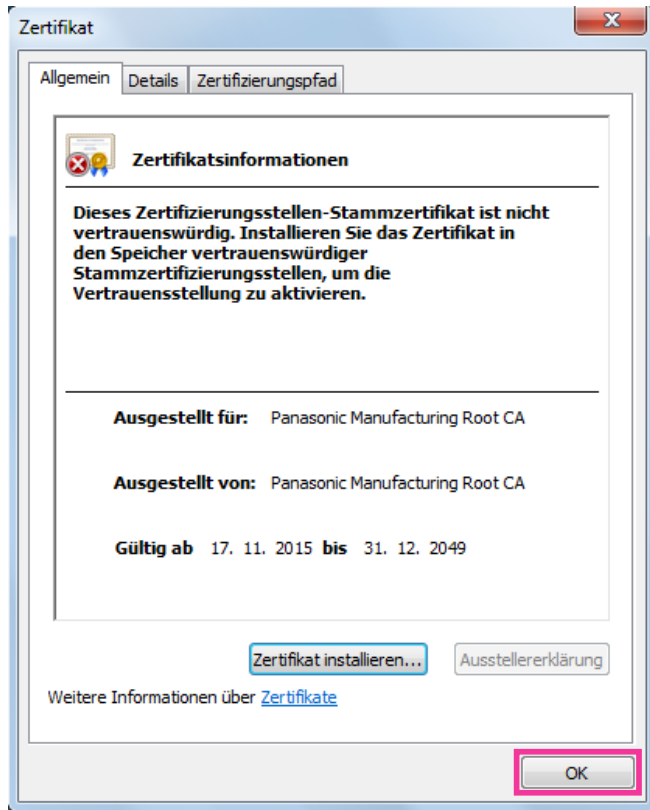 Zertifikat
Allgemein Details Zertifizierungspfad
Zertifikatsinformationen
Dieses Zertifizierungsstellen-Stammzertifikat ist nicht
vertrauenswürdig. Installieren Sie das Zertifikat in
den Speicher vertrauenswürdiger
Stammzertifizierungsstellen, um die
Vertrauensstellung zu aktivieren.
Ausgestellt für: Panasonic Manufacturing Root CA
Ausgestellt von: Panasonic Manufacturing Root CA
Gültig ab 17. 11. 2015 bis 31. 12. 2049
Zertifikat installieren... Ausstellererklärung
Weitere Informationen über Zertifikate
OK